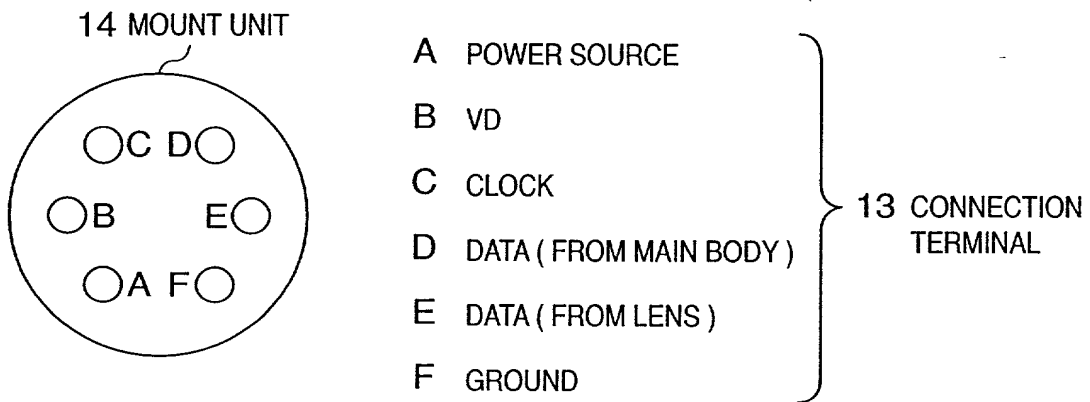 14 MOUNT UNIT
C D
B E
A F
A POWER SOURCE
B VD
C CLOCK
D DATA ( FROM MAIN BODY )
E DATA ( FROM LENS )
F GROUND
13 CONNECTION
TERMINAL